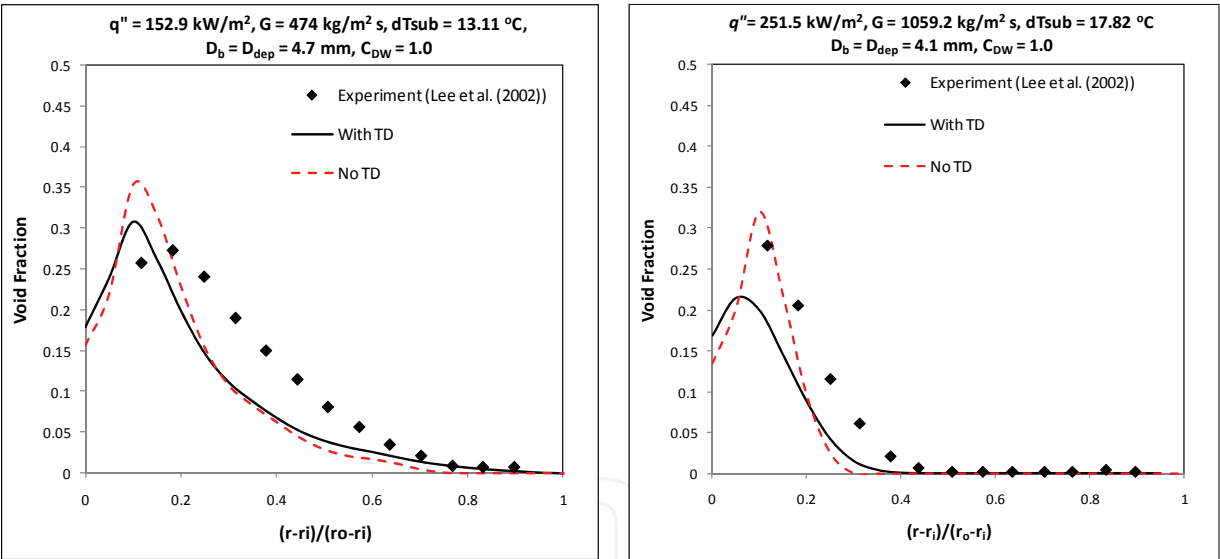 q" = 152.9 kW/m², G = 474 kg/m² s, dTsub = 13.11 °C,
D_b = D_dep = 4.7 mm, C_DW = 1.0
0.5
0.45
0.4
0.35
0.3
0.25
0.2
0.15
0.1
0.05
0
Void Fraction
Experiment (Lee et al. (2002))
With TD
No TD
0 0.2 0.4 0.6 0.8 1
(r-ri)/(ro-ri)
q"= 251.5 kW/m², G = 1059.2 kg/m² s, dTsub = 17.82 °C
D_b = D_dep = 4.1 mm, C_DW = 1.0
0.5
0.45
0.4
0.35
0.3
0.25
0.2
0.15
0.1
0.05
0
Void Fraction
Experiment (Lee et al. (2002))
With TD
No TD
0 0.2 0.4 0.6 0.8 1
(r-r_i)/(r_o-r_i)